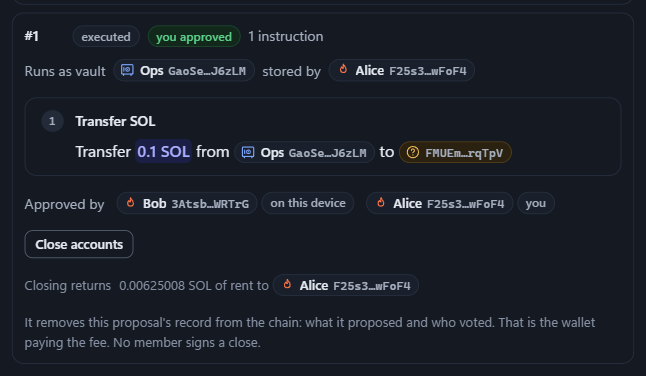 #1 executed you approved 1 instruction
Runs as vault Ops GaoSe…J6zLM stored by Alice F25s3…wFoF4
1 Transfer SOL
Transfer 0.1 SOL from Ops GaoSe…J6zLM to FMUEm…rqTpV
Approved by Bob 3Atsb…WRTrG on this device Alice F25s3…wFoF4 you
Close accounts
Closing returns 0.00625008 SOL of rent to Alice F25s3…wFoF4
It removes this proposal's record from the chain: what it proposed and who voted. That is the wallet
paying the fee. No member signs a close.